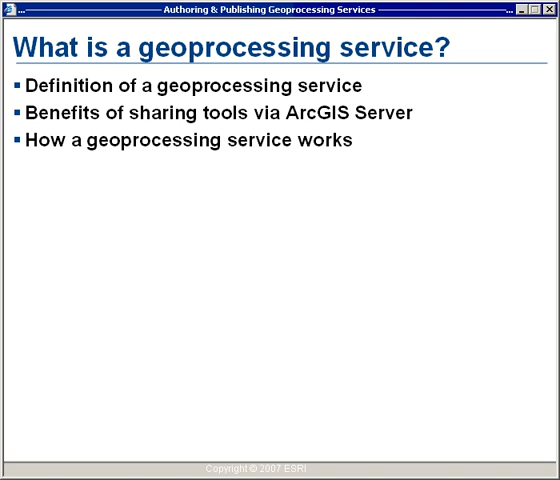 ... Authoring & Publishing Geoprocessing Services ...
What is a geoprocessing service?
▪ Definition of a geoprocessing service
▪ Benefits of sharing tools via ArcGIS Server
▪ How a geoprocessing service works
Copyright © 2007 ESRI